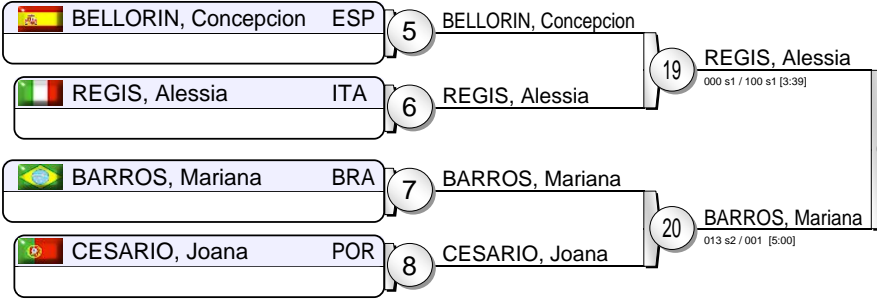 BELLORIN, Concepcion ESP
5
BELLORIN, Concepcion
19
REGIS, Alessia
000 s1 / 100 s1 [3:39]
REGIS, Alessia ITA
6
REGIS, Alessia
BARROS, Mariana BRA
7
BARROS, Mariana
20
BARROS, Mariana
013 s2 / 001 [5:00]
CESARIO, Joana POR
8
CESARIO, Joana